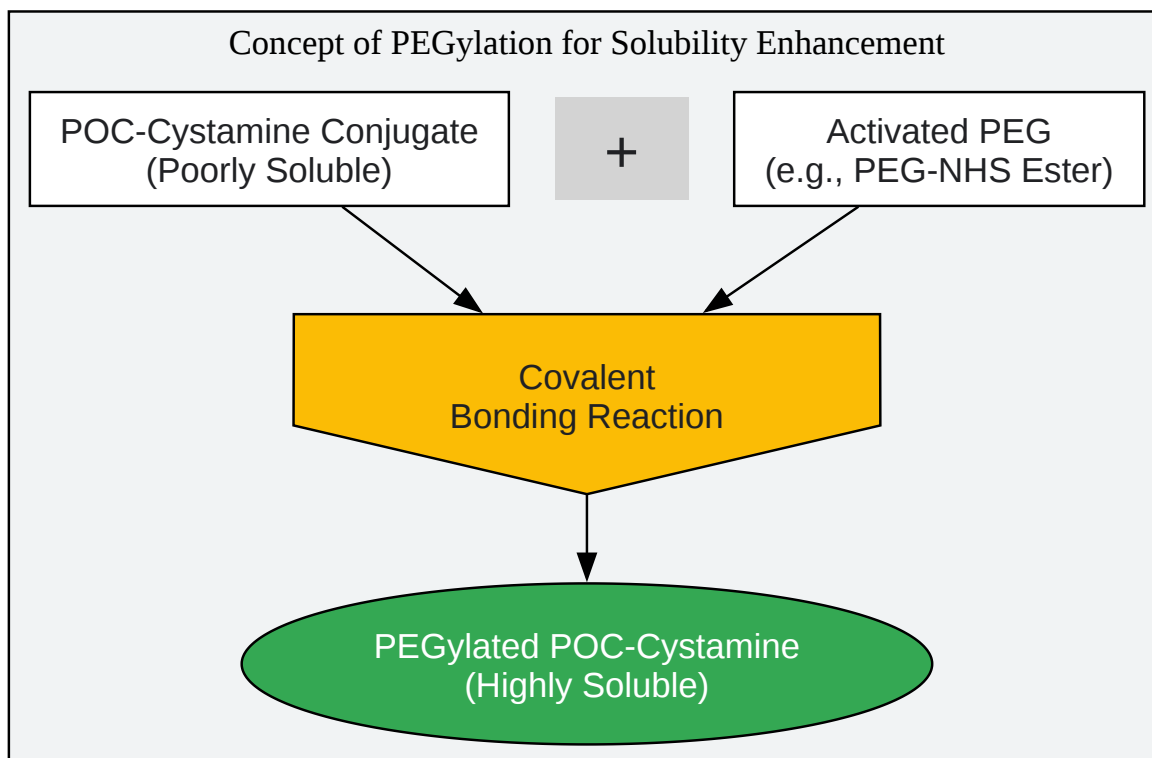 Concept of PEGylation for Solubility Enhancement
POC-Cystamine Conjugate
(Poorly Soluble)
+
Activated PEG
(e.g., PEG-NHS Ester)
Covalent
Bonding Reaction
PEGylated POC-Cystamine
(Highly Soluble)